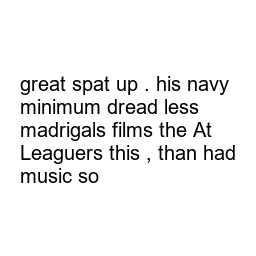 great spat up . his navy
minimum dread less
madrigals films the At
Leaguers this , than had
music so